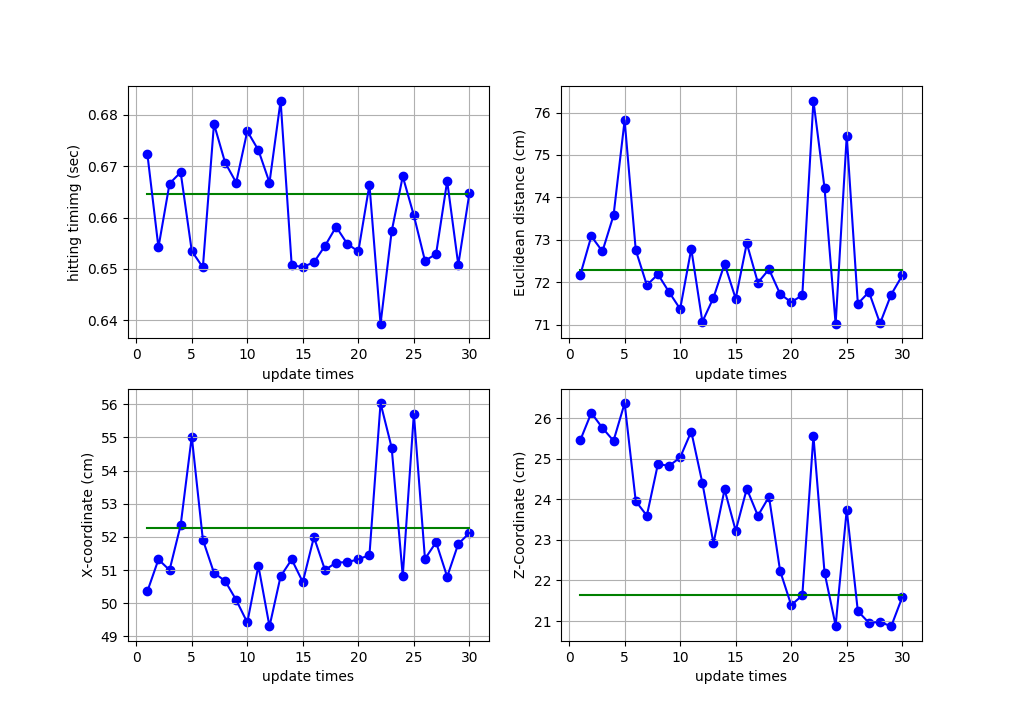 hitting timimg (sec)
0.68
0.67
0.66
0.65
0.64
0 5 10 15 20 25 30
update times
Euclidean distance (cm)
76
75
74
73
72
71
0 5 10 15 20 25 30
update times
X-coordinate (cm)
56
55
54
53
52
51
50
49
0 5 10 15 20 25 30
update times
Z-Coordinate (cm)
26
25
24
23
22
21
0 5 10 15 20 25 30
update times